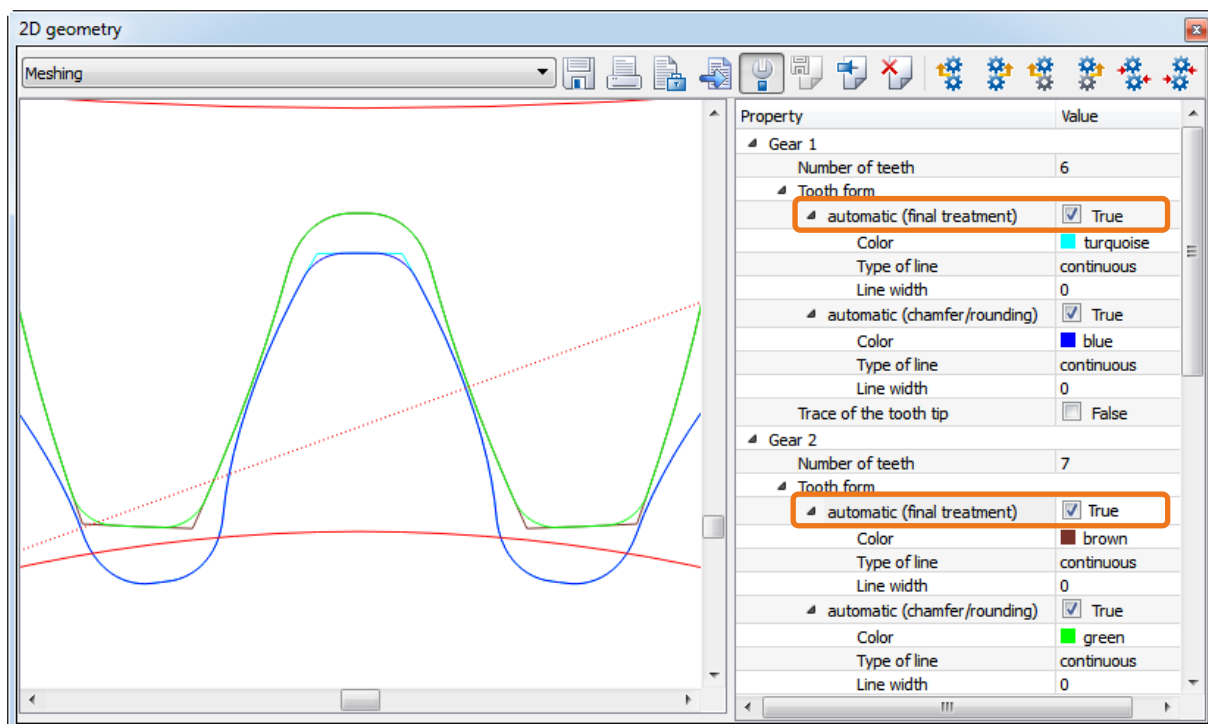 2D geometry
Meshing
Property Value
Gear 1
Number of teeth 6
Tooth form
automatic (final treatment) True
Color turquoise
Type of line continuous
Line width 0
automatic (chamfer/rounding) True
Color blue
Type of line continuous
Line width 0
Trace of the tooth tip False
Gear 2
Number of teeth 7
Tooth form
automatic (final treatment) True
Color brown
Type of line continuous
Line width 0
automatic (chamfer/rounding) True
Color green
Type of line continuous
Line width 0